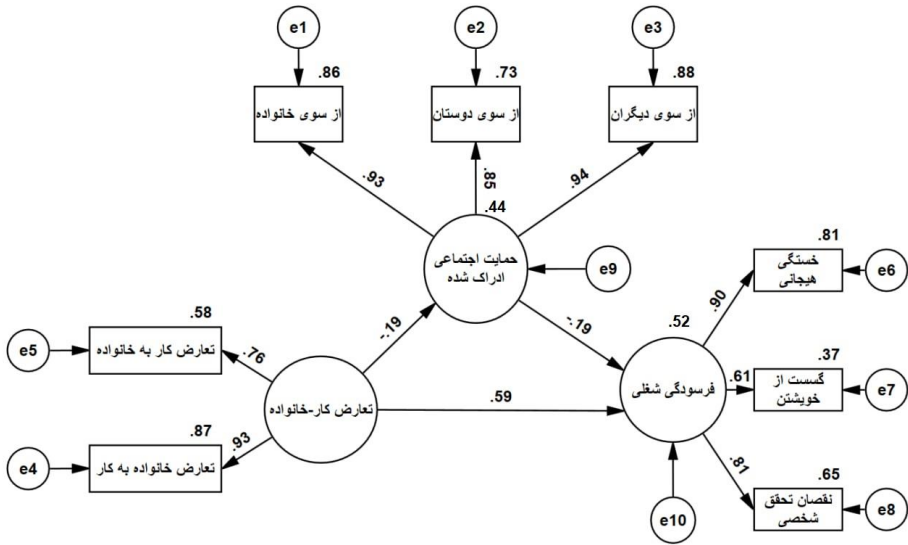 e1
e2
e3
.86
.73
.88
از سوی خانواده
از سوی دوستان
از سوی دیگران
.93
.85
.94
.44
حمایت اجتماعی
ادراک شده
e9
.81
خستگی
هیجانی
e6
.90
.58
تعارض کار به خانواده
e5
.76
-.19
-.19
.52
فرسودگی شغلی
.61
.37
گسست از
خویشتن
e7
تعارض کار-خانواده
.59
.87
تعارض خانواده به کار
e4
.93
.81
.65
نقصان تحقق
شخصی
e8
e10